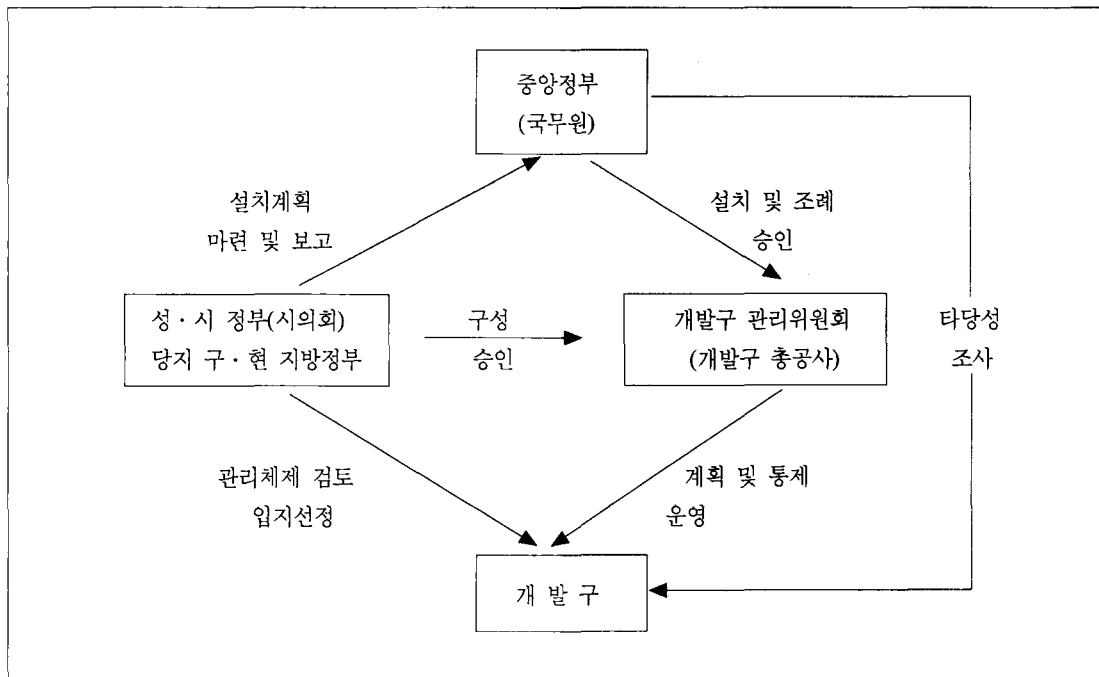 중앙정부
(국무원)
설치계획
마련 및 보고
설치 및 조례
승인
성·시 정부(시의회)
당지 구·현 지방정부
구성
승인
개발구 관리위원회
(개발구 총공사)
타당성
조사
관리체제 검토
입지선정
계획 및 통제
운영
개 발 구